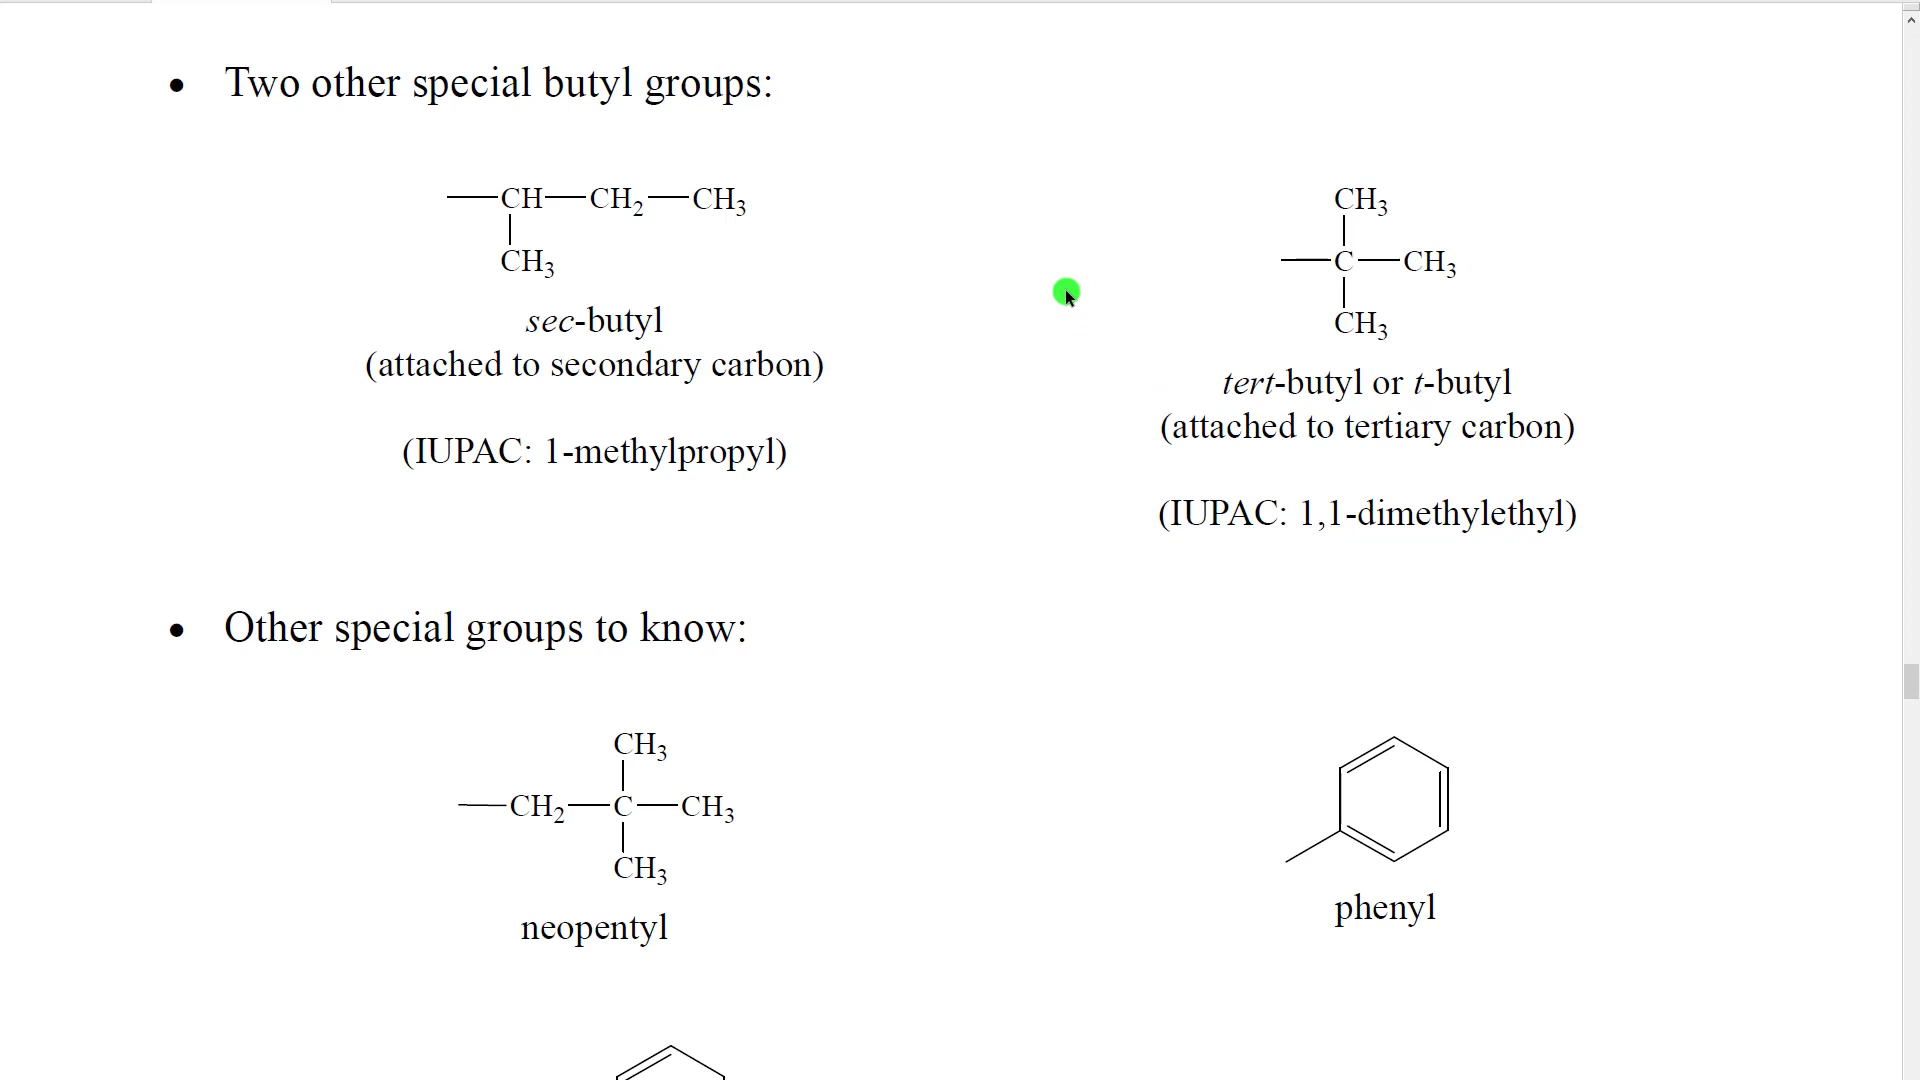 • Two other special butyl groups:
CH—CH₂—CH₃
CH₃
sec-butyl
(attached to secondary carbon)
(IUPAC: 1-methylpropyl)
CH₃
C—CH₃
CH₃
tert-butyl or t-butyl
(attached to tertiary carbon)
(IUPAC: 1,1-dimethylethyl)
• Other special groups to know:
CH₃
CH₂—C—CH₃
CH₃
neopentyl
phenyl